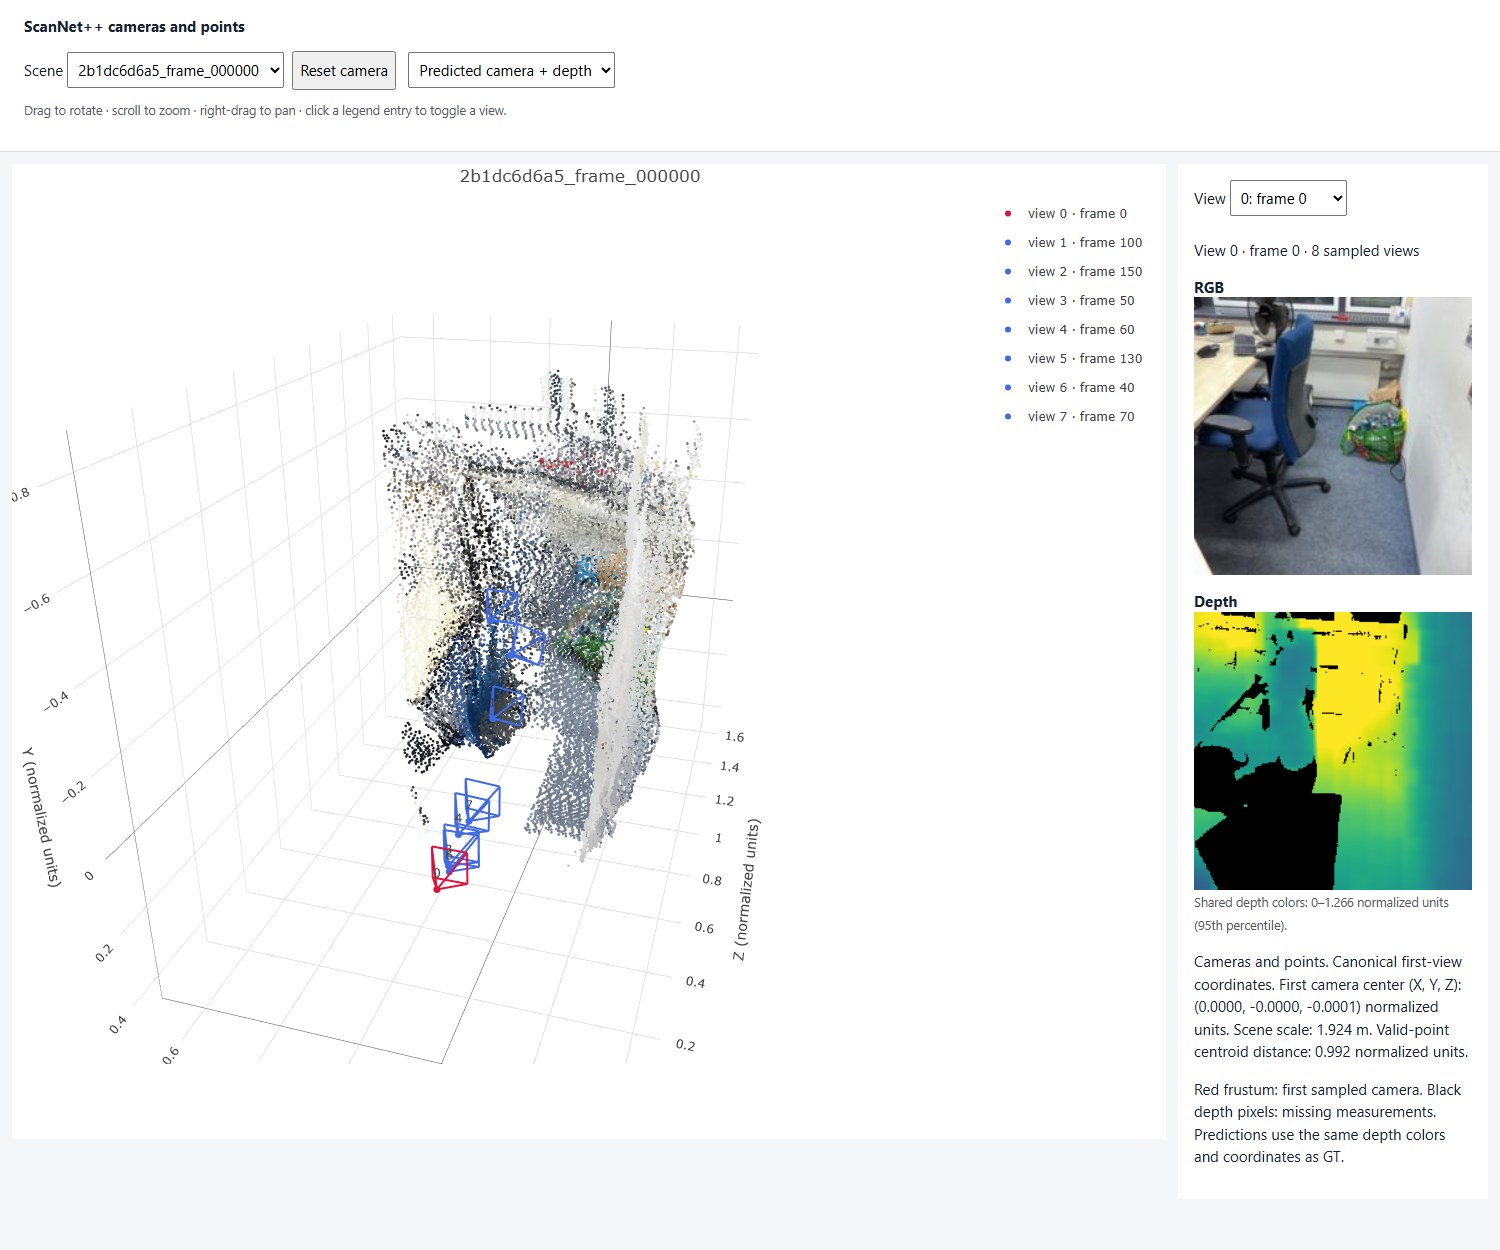 ScanNet++ cameras and points
Scene 2b1dc6d6a5_frame_000000 Reset camera Predicted camera + depth
Drag to rotate · scroll to zoom · right-drag to pan · click a legend entry to toggle a view.
2b1dc6d6a5_frame_000000
view 0 · frame 0
view 1 · frame 100
view 2 · frame 150
view 3 · frame 50
view 4 · frame 60
view 5 · frame 130
view 6 · frame 40
view 7 · frame 70
−0.6
−0.4
−0.2
0
0.2
0.4
0.6
Y (normalized units)
1.6
1.4
1.2
1
0.8
0.6
0.4
0.2
Z (normalized units)
4
0
View 0: frame 0
View 0 · frame 0 · 8 sampled views
RGB
Depth
Shared depth colors: 0–1.266 normalized units
(95th percentile).
Cameras and points. Canonical first-view
coordinates. First camera center (X, Y, Z):
(0.0000, -0.0000, -0.0001) normalized
units. Scene scale: 1.924 m. Valid-point
centroid distance: 0.992 normalized units.
Red frustum: first sampled camera. Black
depth pixels: missing measurements.
Predictions use the same depth colors
and coordinates as GT.